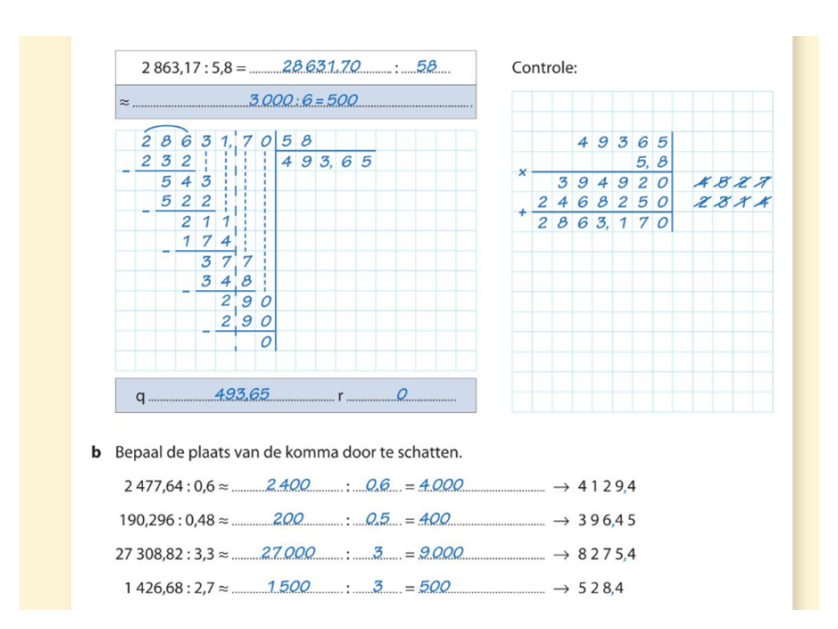 2 863,17 : 5,8 = 28 631,70 : 58
≈ 3 000 : 6 = 500
2 8 6 3 1, 7 0 5 8
- 2 3 2 4 9 3, 6 5
5 4 3
- 5 2 2
2 1 1
- 1 7 4
3 7 7
- 3 4 8
2 9 0
- 2 9 0
0
q 493,65 r 0
Controle:
4 9 3 6 5
× 5, 8
3 9 4 9 2 0 4 8 2 7
+ 2 4 6 8 2 5 0 2 3 1 4
2 8 6 3, 1 7 0
b Bepaal de plaats van de komma door te schatten.
2 477,64 : 0,6 ≈ 2 400 : 0,6 = 4 000 → 4 1 2 9,4
190,296 : 0,48 ≈ 200 : 0,5 = 400 → 3 9 6,4 5
27 308,82 : 3,3 ≈ 27 000 : 3 = 9 000 → 8 2 7 5,4
1 426,68 : 2,7 ≈ 1 500 : 3 = 500 → 5 2 8,4